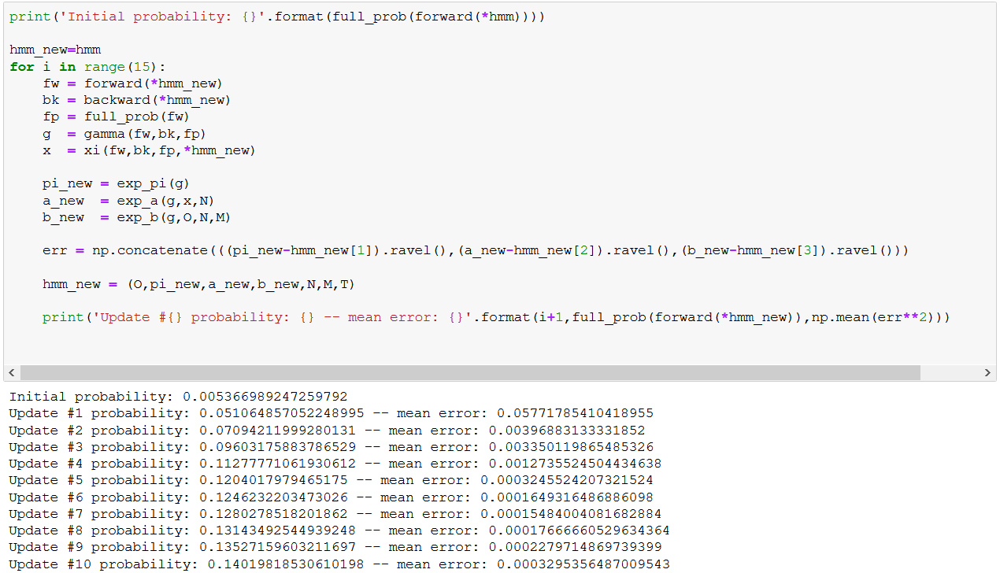 print('Initial probability: {}'.format(full_prob(forward(*hmm))))
hmm_new=hmm
for i in range(15):
    fw = forward(*hmm_new)
    bk = backward(*hmm_new)
    fp = full_prob(fw)
    g  = gamma(fw,bk,fp)
    x  = xi(fw,bk,fp,*hmm_new)
    pi_new = exp_pi(g)
    a_new  = exp_a(g,x,N)
    b_new  = exp_b(g,O,N,M)
    err = np.concatenate(((pi_new-hmm_new[1]).ravel(),(a_new-hmm_new[2]).ravel(),(b_new-hmm_new[3]).ravel()))
    hmm_new = (O,pi_new,a_new,b_new,N,M,T)
    print('Update #{} probability: {} -- mean error: {}'.format(i+1,full_prob(forward(*hmm_new)),np.mean(err**2)))
Initial probability: 0.005366989247259792
Update #1 probability: 0.051064857052248995 -- mean error: 0.05771785410418955
Update #2 probability: 0.07094211999280131 -- mean error: 0.00396883133331852
Update #3 probability: 0.09603175883786529 -- mean error: 0.003350119865485326
Update #4 probability: 0.11277771061930612 -- mean error: 0.0012735524504434638
Update #5 probability: 0.1204017979465175 -- mean error: 0.0003245524207321524
Update #6 probability: 0.1246232203473026 -- mean error: 0.0001649316486886098
Update #7 probability: 0.1280278518201862 -- mean error: 0.00015484004081682884
Update #8 probability: 0.13143492544939248 -- mean error: 0.00017666660529634364
Update #9 probability: 0.13527159603211697 -- mean error: 0.0002279714869739399
Update #10 probability: 0.14019818530610198 -- mean error: 0.0003295356487009543